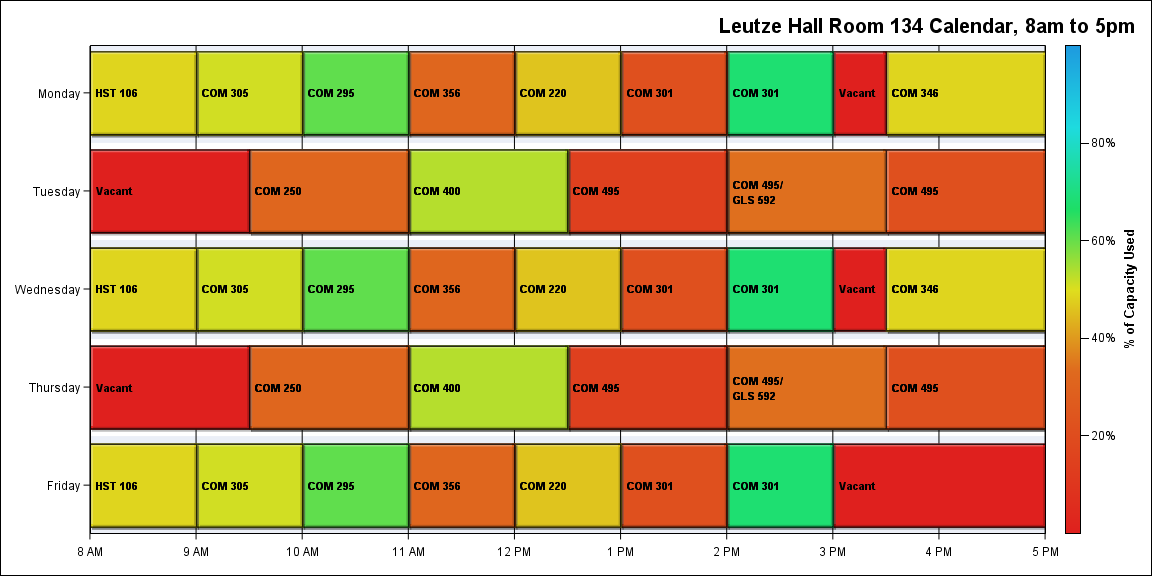 Leutze Hall Room 134 Calendar, 8am to 5pm
Monday
HST 106
COM 305
COM 295
COM 356
COM 220
COM 301
COM 301
Vacant
COM 346
Tuesday
Vacant
COM 250
COM 400
COM 495
COM 495/
GLS 592
COM 495
Wednesday
HST 106
COM 305
COM 295
COM 356
COM 220
COM 301
COM 301
Vacant
COM 346
Thursday
Vacant
COM 250
COM 400
COM 495
COM 495/
GLS 592
COM 495
Friday
HST 106
COM 305
COM 295
COM 356
COM 220
COM 301
COM 301
Vacant
8 AM
9 AM
10 AM
11 AM
12 PM
1 PM
2 PM
3 PM
4 PM
5 PM
80%
60%
40%
20%
% of Capacity Used